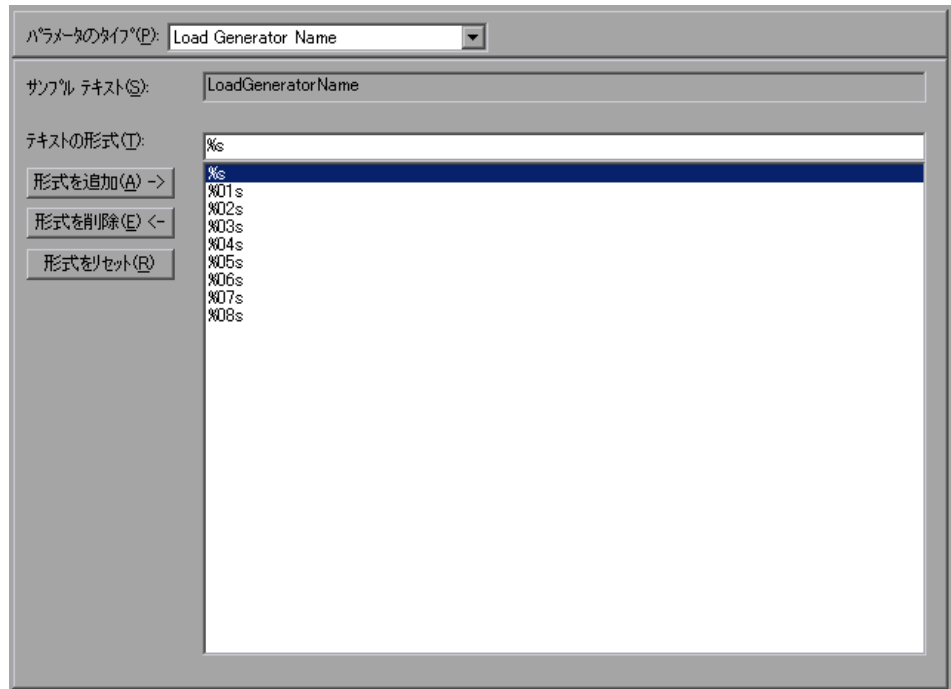 パラメータのタイプ(P): Load Generator Name
サンプル テキスト(S): LoadGeneratorName
テキストの形式(T): %s
形式を追加(A) ->
形式を削除(E) <-
形式をリセット(R)
%s
%01s
%02s
%03s
%04s
%05s
%06s
%07s
%08s